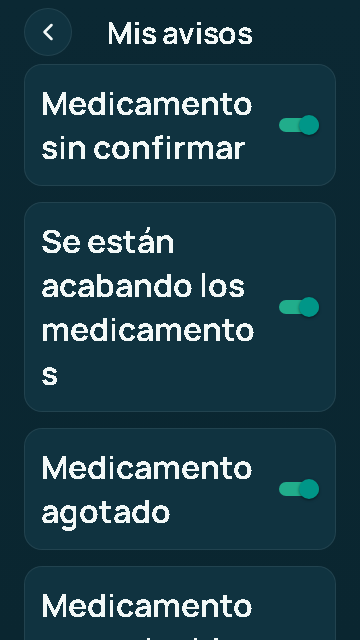 Mis avisos
Medicamento
sin confirmar
Se están
acabando los
medicamento
s
Medicamento
agotado
Medicamento